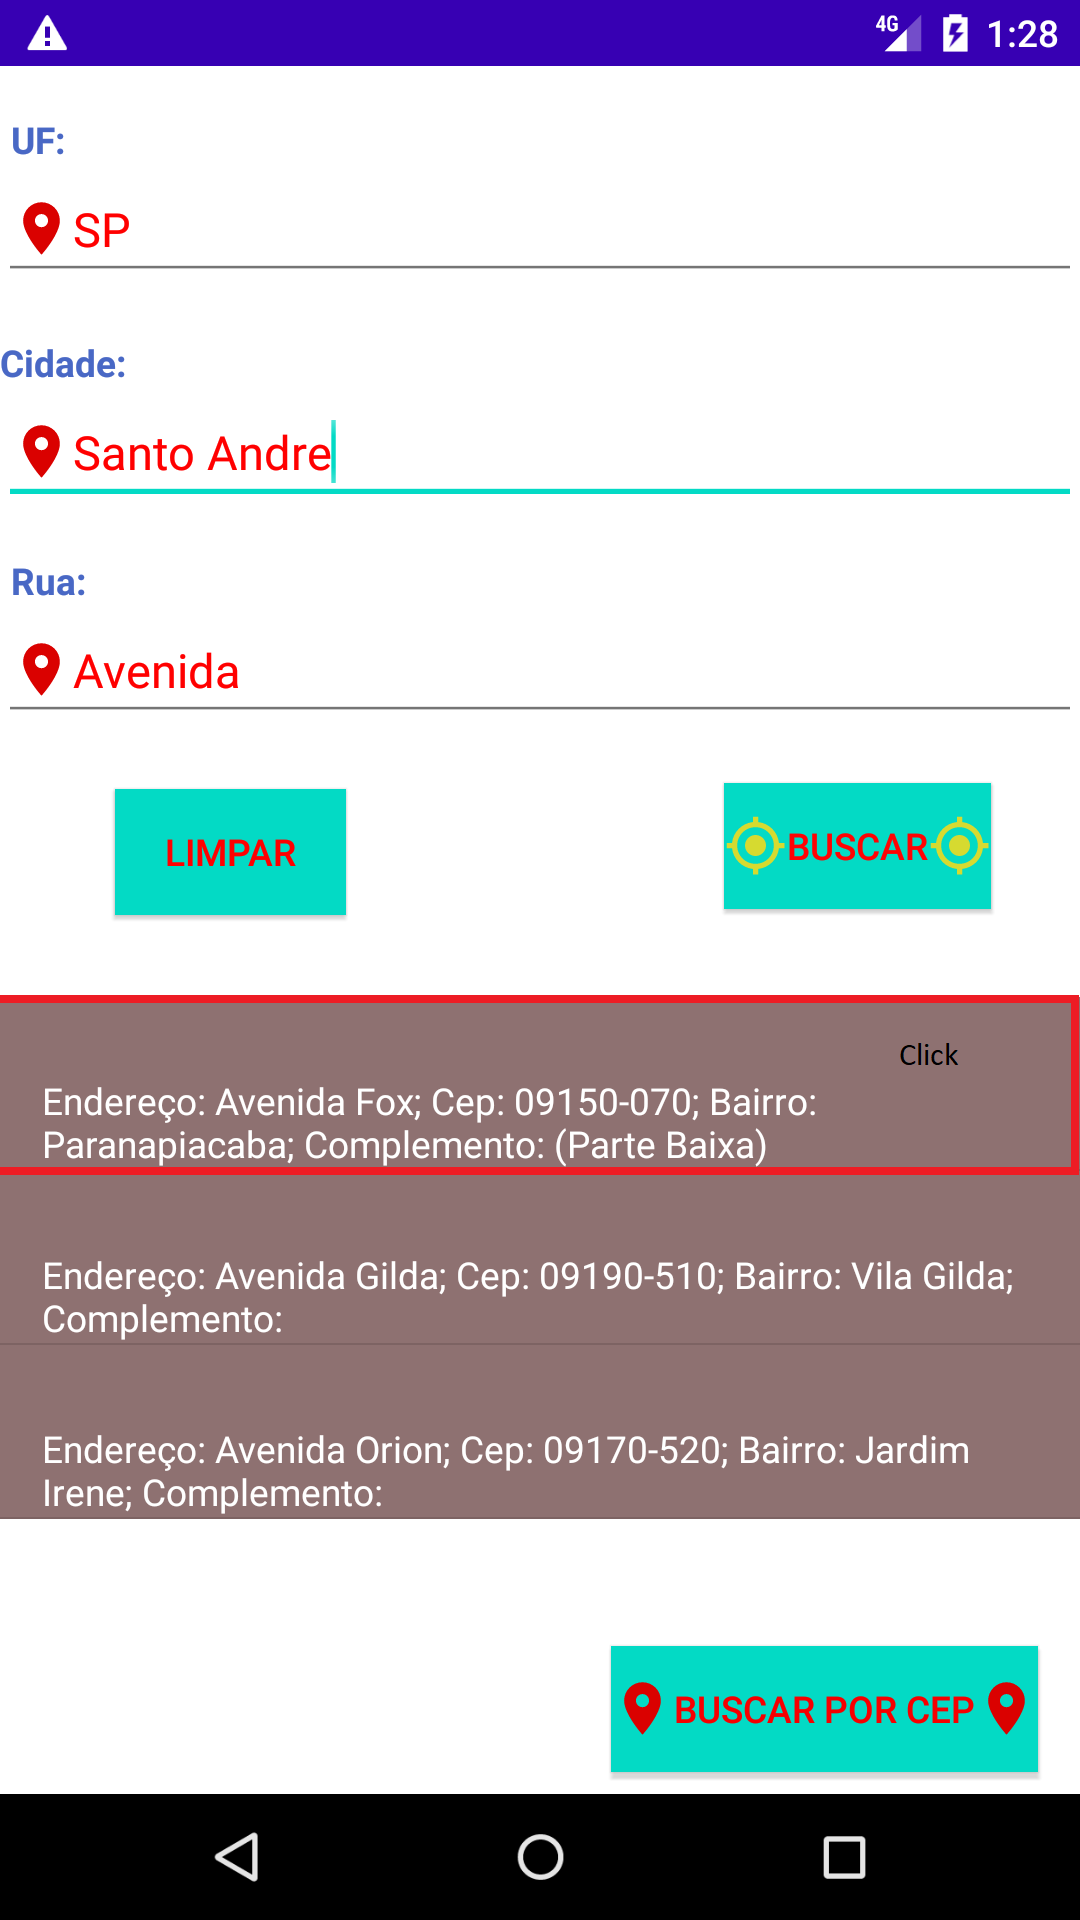 4G 1:28
UF:
SP
Cidade:
Santo Andre
Rua:
Avenida
LIMPAR
BUSCAR
Click
Endereço: Avenida Fox; Cep: 09150-070; Bairro:
Paranapiacaba; Complemento: (Parte Baixa)
Endereço: Avenida Gilda; Cep: 09190-510; Bairro: Vila Gilda;
Complemento:
Endereço: Avenida Orion; Cep: 09170-520; Bairro: Jardim
Irene; Complemento:
BUSCAR POR CEP